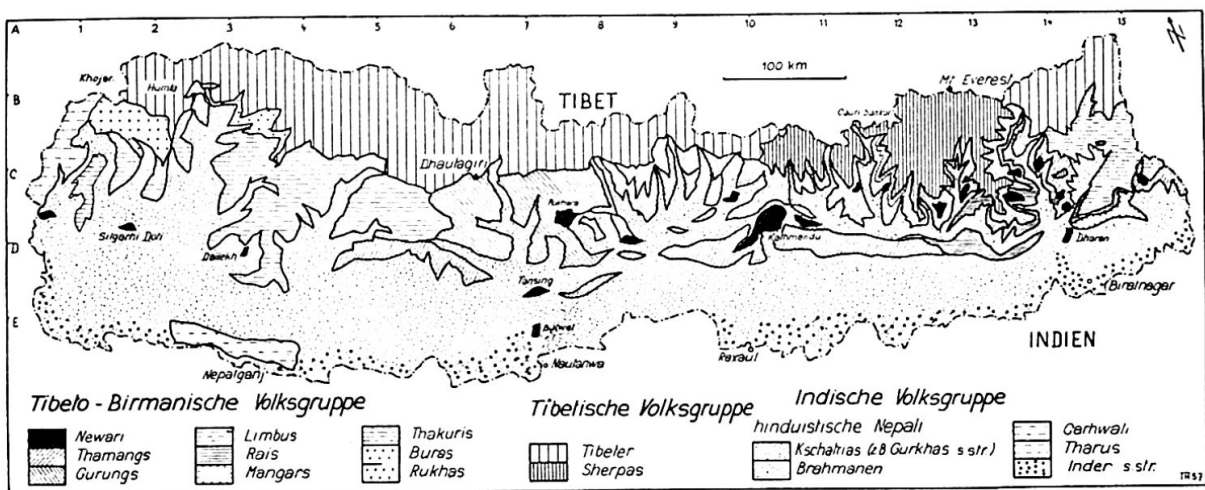 A 1 2 3 4 5 6 7 8 9 10 11 12 13 14 15
B
C
D
E
Khojar
Humla
TIBET
100 km
Mt Everest
Gauri Sankar
Dhaulagiri
Pokhara
Silgarhi Doti
Dailekh
Kathmandu
Dharan
Tansing
Biratnagar
Butwal
INDIEN
Nepalganj
Nautanwa
Raxaul
Tibeto - Birmanische Volksgruppe
Newari
Thamangs
Gurungs
Limbus
Rais
Mangars
Thakuris
Buras
Rukhas
Tibetische Volksgruppe
Tibeter
Sherpas
Indische Volksgruppe
hinduistische Nepali
Kschatrias (zB Gurkhas s str.)
Brahmanen
Garhwali
Tharus
Inder s.str.